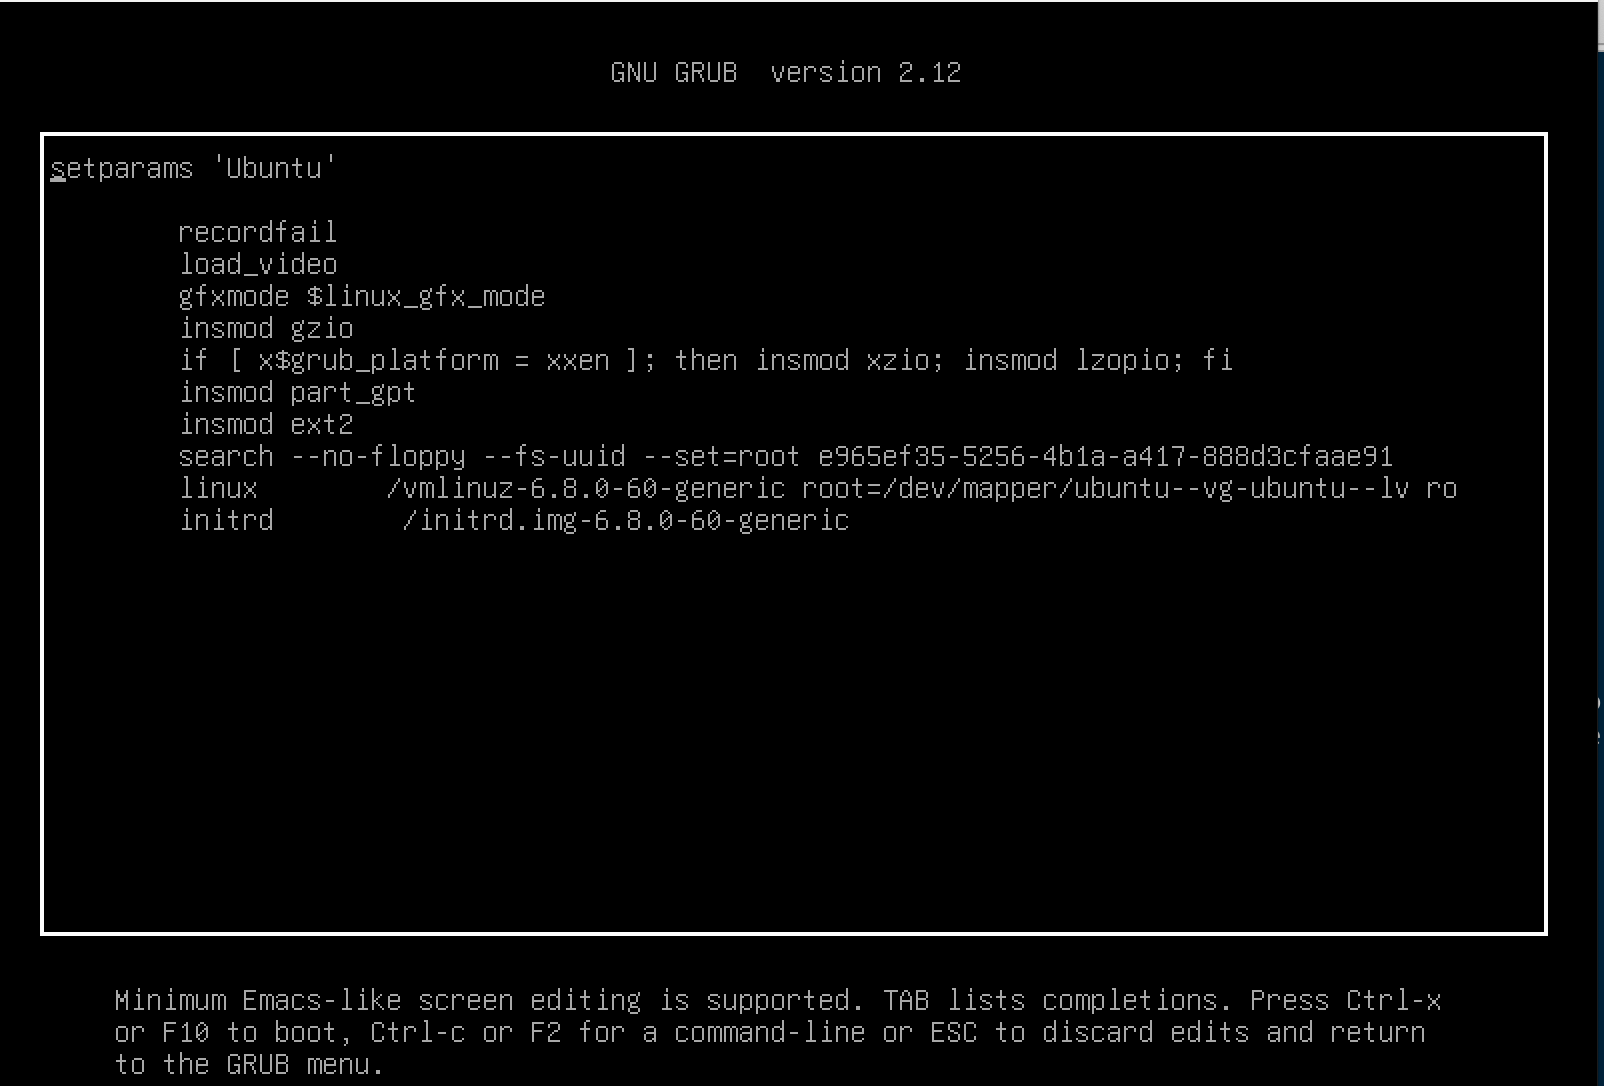 GNU GRUB  version 2.12
setparams 'Ubuntu'
recordfail
load_video
gfxmode $linux_gfx_mode
insmod gzio
if [ x$grub_platform = xxen ]; then insmod xzio; insmod lzopio; fi
insmod part_gpt
insmod ext2
search --no-floppy --fs-uuid --set=root e965ef35-5256-4b1a-a417-888d3cfaae91
linux        /vmlinuz-6.8.0-60-generic root=/dev/mapper/ubuntu--vg-ubuntu--lv ro
initrd        /initrd.img-6.8.0-60-generic
Minimum Emacs-like screen editing is supported. TAB lists completions. Press Ctrl-x
or F10 to boot, Ctrl-c or F2 for a command-line or ESC to discard edits and return
to the GRUB menu.